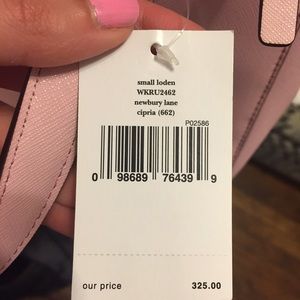 small loden
WKRU2462
newbury lane
cipria (662)
P02586
0 98689 76439 9
our price 325.00